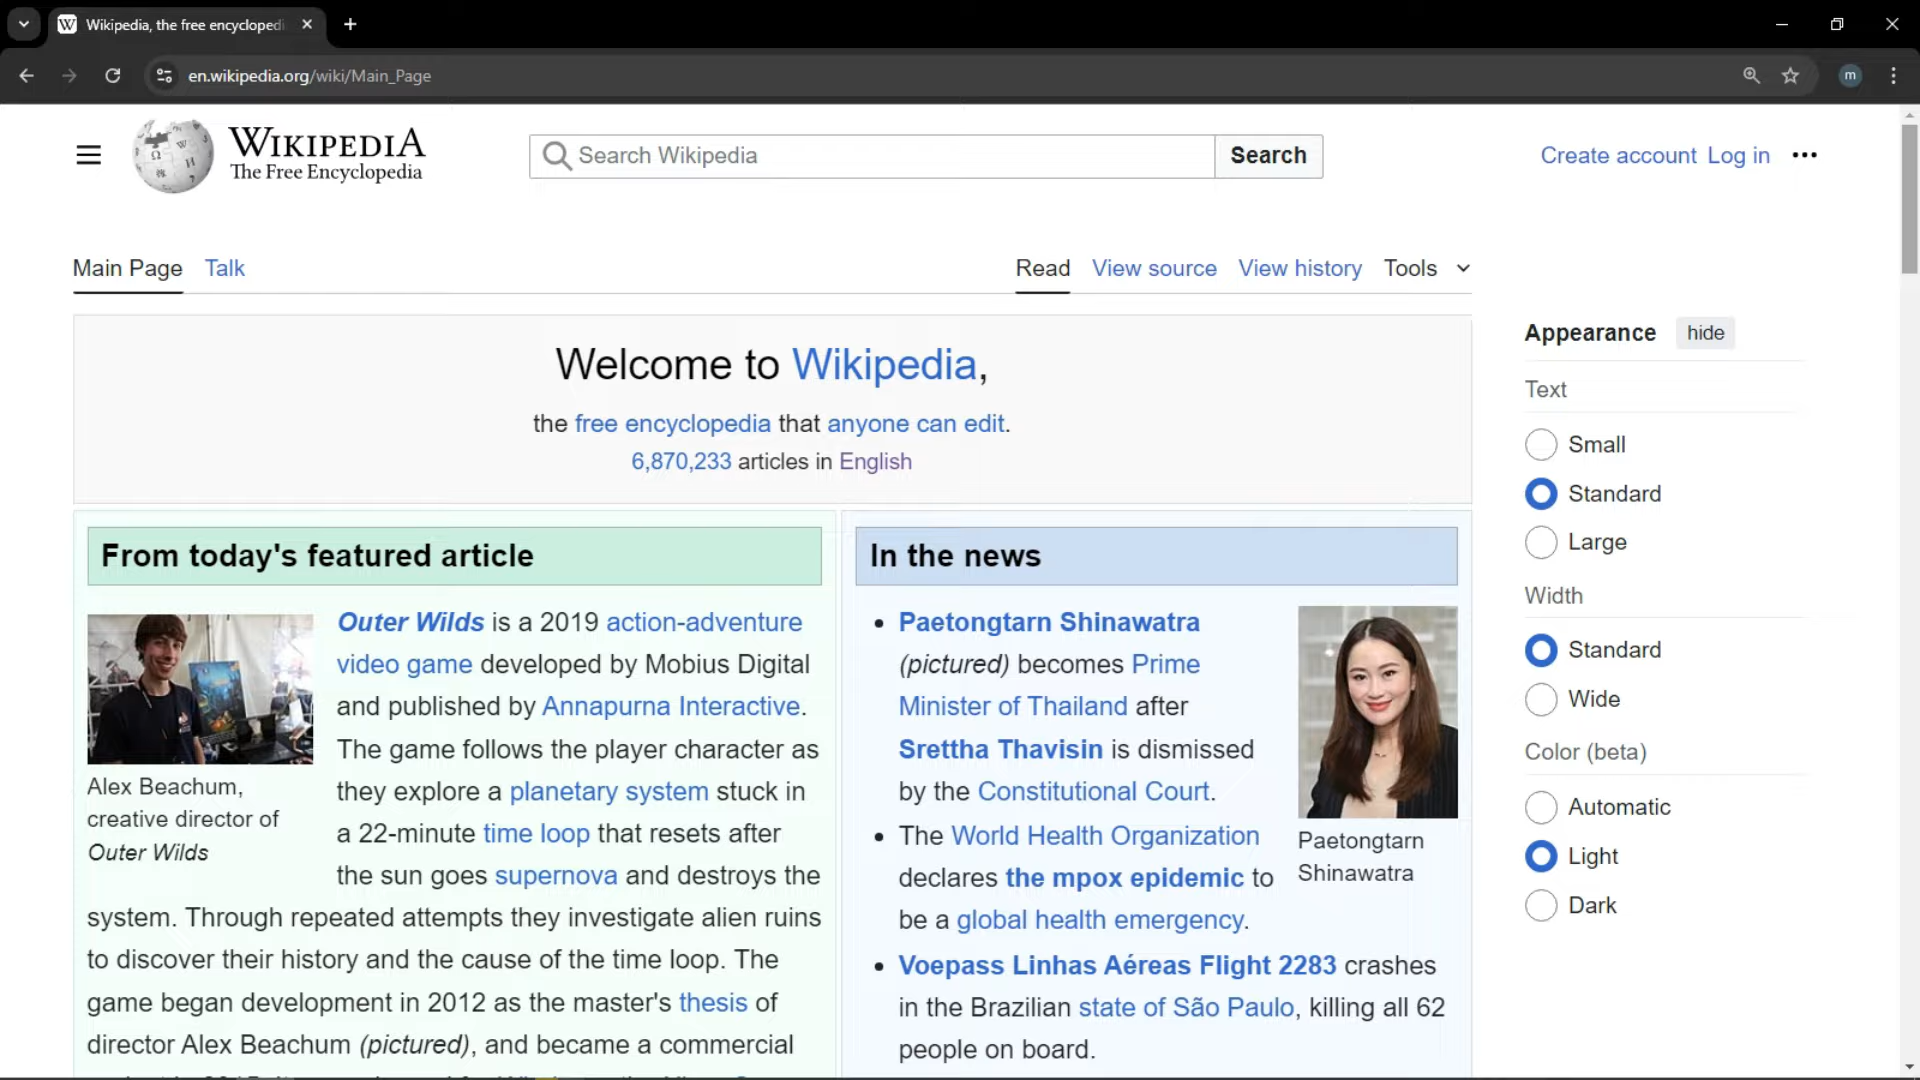 Wikipedia, the free encycloped
en.wikipedia.org/wiki/Main_Page
m
WIKIPEDIA
The Free Encyclopedia
Search Wikipedia
Search
Create account Log in
Main Page Talk
Read View source View history Tools
Welcome to Wikipedia,
the free encyclopedia that anyone can edit.
6,870,233 articles in English
From today's featured article
Alex Beachum,
creative director of
Outer Wilds
Outer Wilds is a 2019 action-adventure
video game developed by Mobius Digital
and published by Annapurna Interactive.
The game follows the player character as
they explore a planetary system stuck in
a 22-minute time loop that resets after
the sun goes supernova and destroys the
system. Through repeated attempts they investigate alien ruins
to discover their history and the cause of the time loop. The
game began development in 2012 as the master's thesis of
director Alex Beachum (pictured), and became a commercial
In the news
• Paetongtarn Shinawatra
(pictured) becomes Prime
Minister of Thailand after
Srettha Thavisin is dismissed
by the Constitutional Court.
• The World Health Organization
declares the mpox epidemic to
be a global health emergency.
• Voepass Linhas Aéreas Flight 2283 crashes
in the Brazilian state of São Paulo, killing all 62
people on board.
Paetongtarn
Shinawatra
Appearance hide
Text
Small
Standard
Large
Width
Standard
Wide
Color (beta)
Automatic
Light
Dark